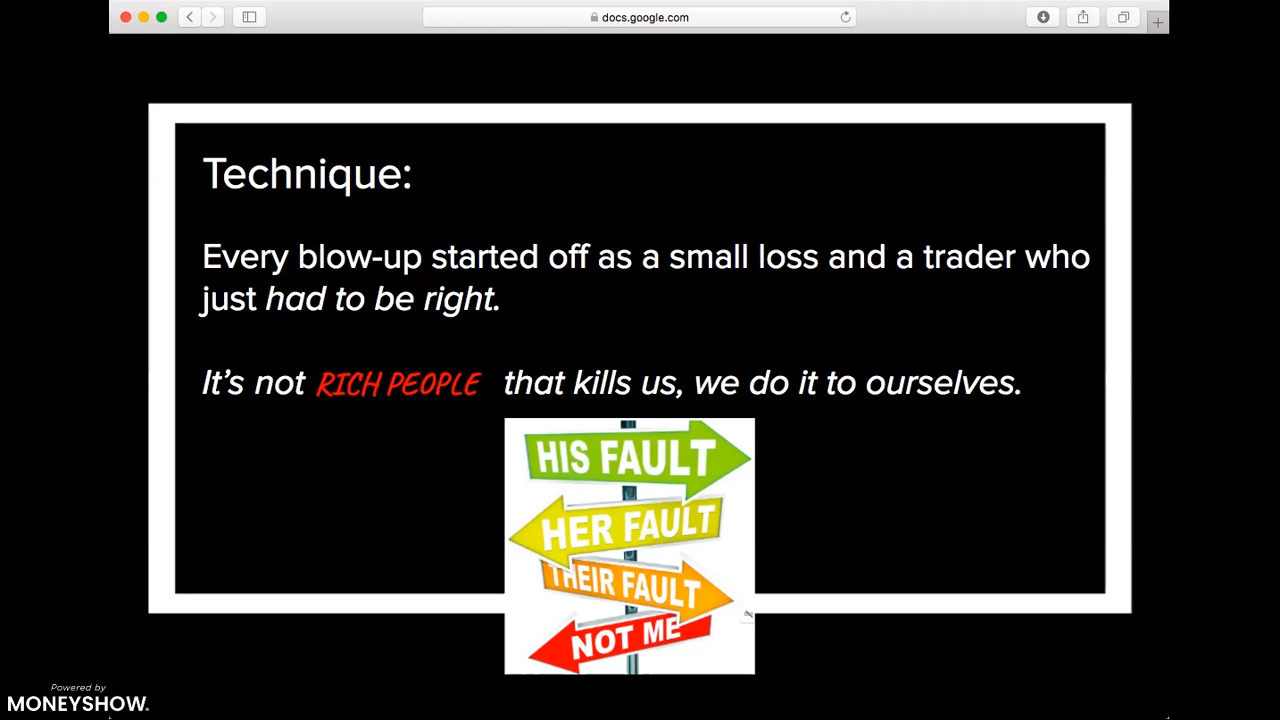 docs.google.com
Technique:
Every blow-up started off as a small loss and a trader who
just had to be right.
It's not RICH PEOPLE that kills us, we do it to ourselves.
HIS FAULT
HER FAULT
THEIR FAULT
NOT ME
Powered by
MONEYSHOW.